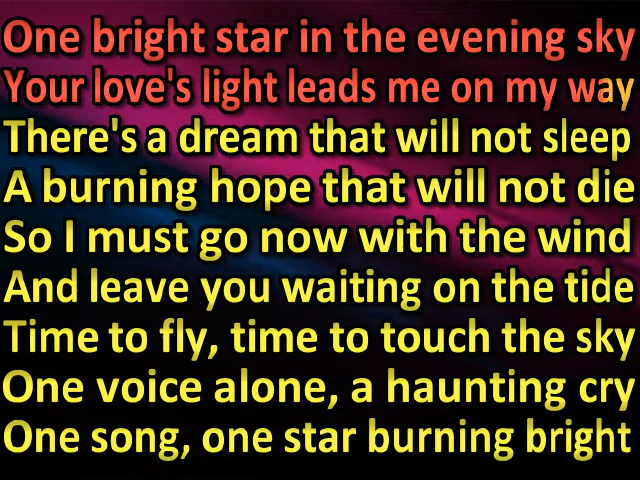 One bright star in the evening sky
Your love's light leads me on my way
There's a dream that will not sleep
A burning hope that will not die
So I must go now with the wind
And leave you waiting on the tide
Time to fly, time to touch the sky
One voice alone, a haunting cry
One song, one star burning bright